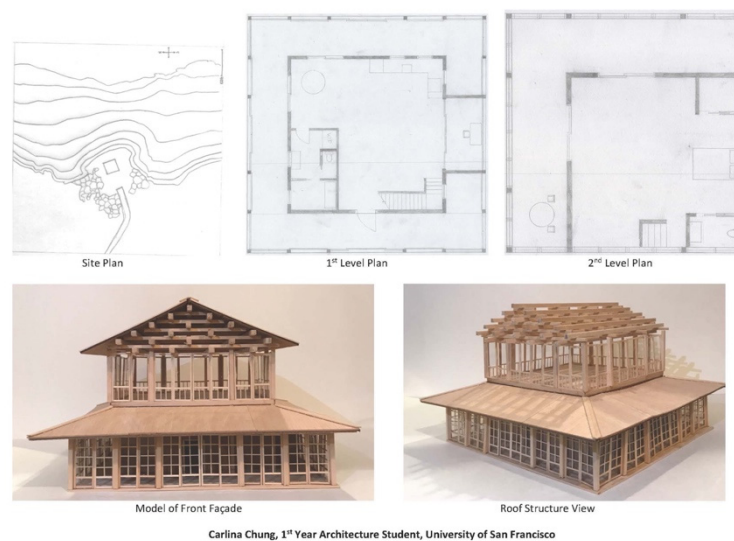 Site Plan
1st Level Plan
2nd Level Plan
Model of Front Façade
Roof Structure View
Carlina Chung, 1st Year Architecture Student, University of San Francisco